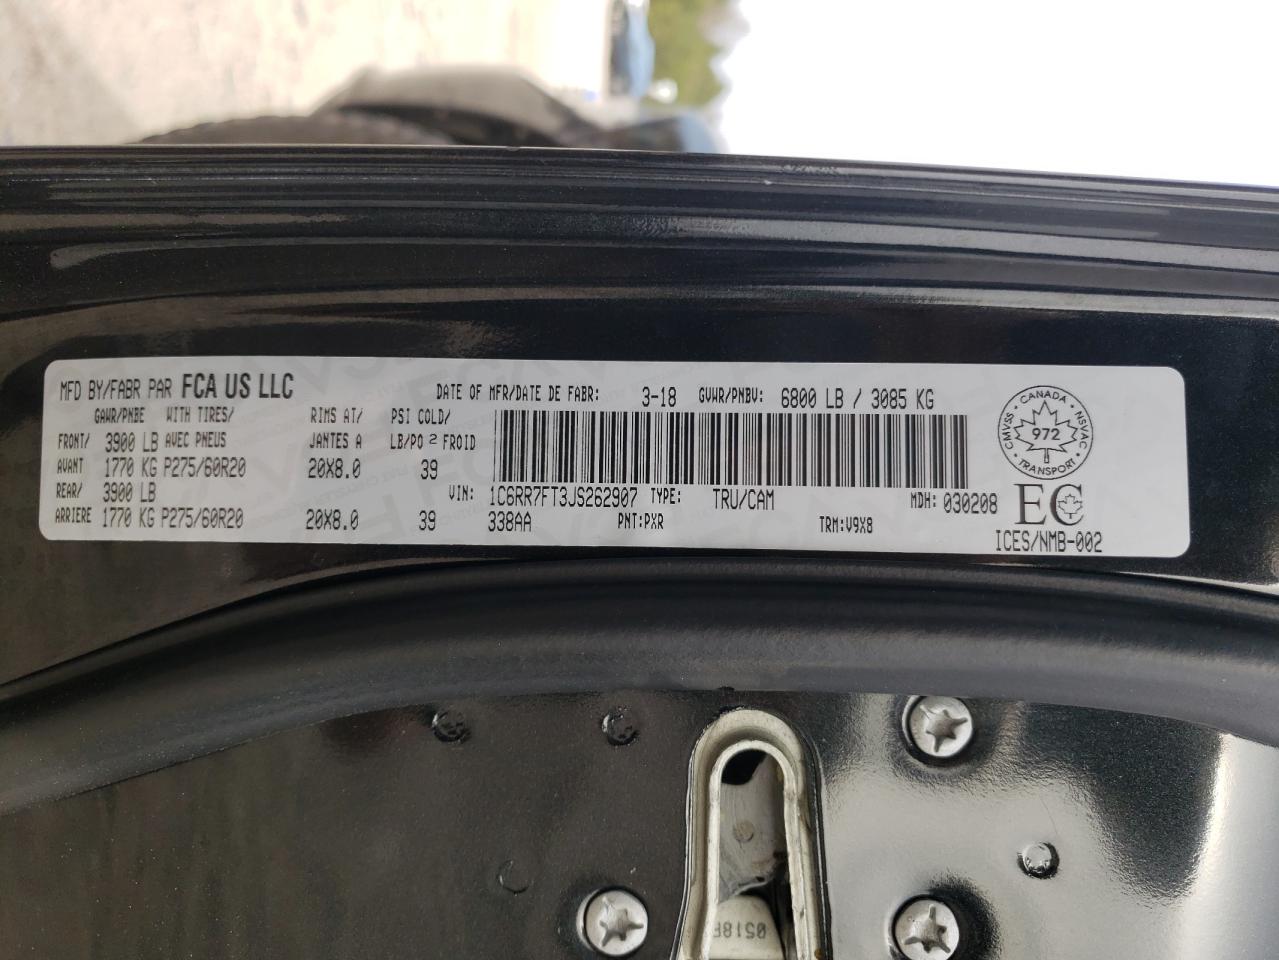 MFD BY/FABR PAR FCA US LLC DATE OF MFR/DATE DE FABR: 3-18 GVWR/PNBV: 6800 LB / 3085 KG
GAWR/PNBE WITH TIRES/ RIMS AT/ PSI COLD/
FRONT/ 3900 LB AVEC PNEUS JANTES A LB/PO 2 FROID
AVANT 1770 KG P275/60R20 20X8.0 39
REAR/ 3900 LB VIN: 1C6RR7FT3JS262907 TYPE: TRU/CAM MDH: 030208
ARRIERE 1770 KG P275/60R20 20X8.0 39 338AA PNT:PXR TRM:V9X8
CANADA
CMVSS NSVAC
972
TRANSPORT
EC
ICES/NMB-002
0518F